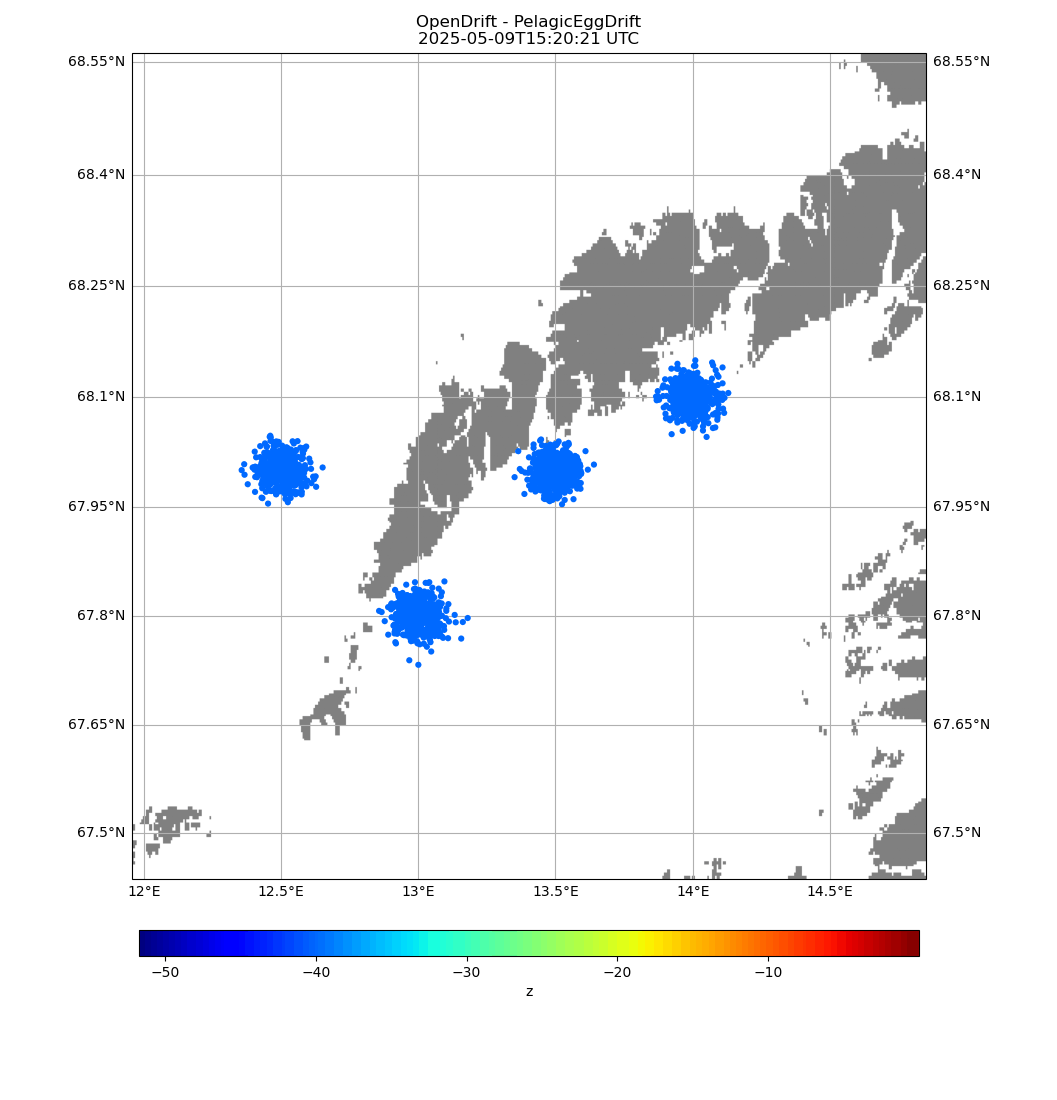 OpenDrift - PelagicEggDrift
2025-05-09T15:20:21 UTC
68.55°N 68.55°N
68.4°N 68.4°N
68.25°N 68.25°N
68.1°N 68.1°N
67.95°N 67.95°N
67.8°N 67.8°N
67.65°N 67.65°N
67.5°N 67.5°N
12°E 12.5°E 13°E 13.5°E 14°E 14.5°E
−50 −40 −30 −20 −10
z